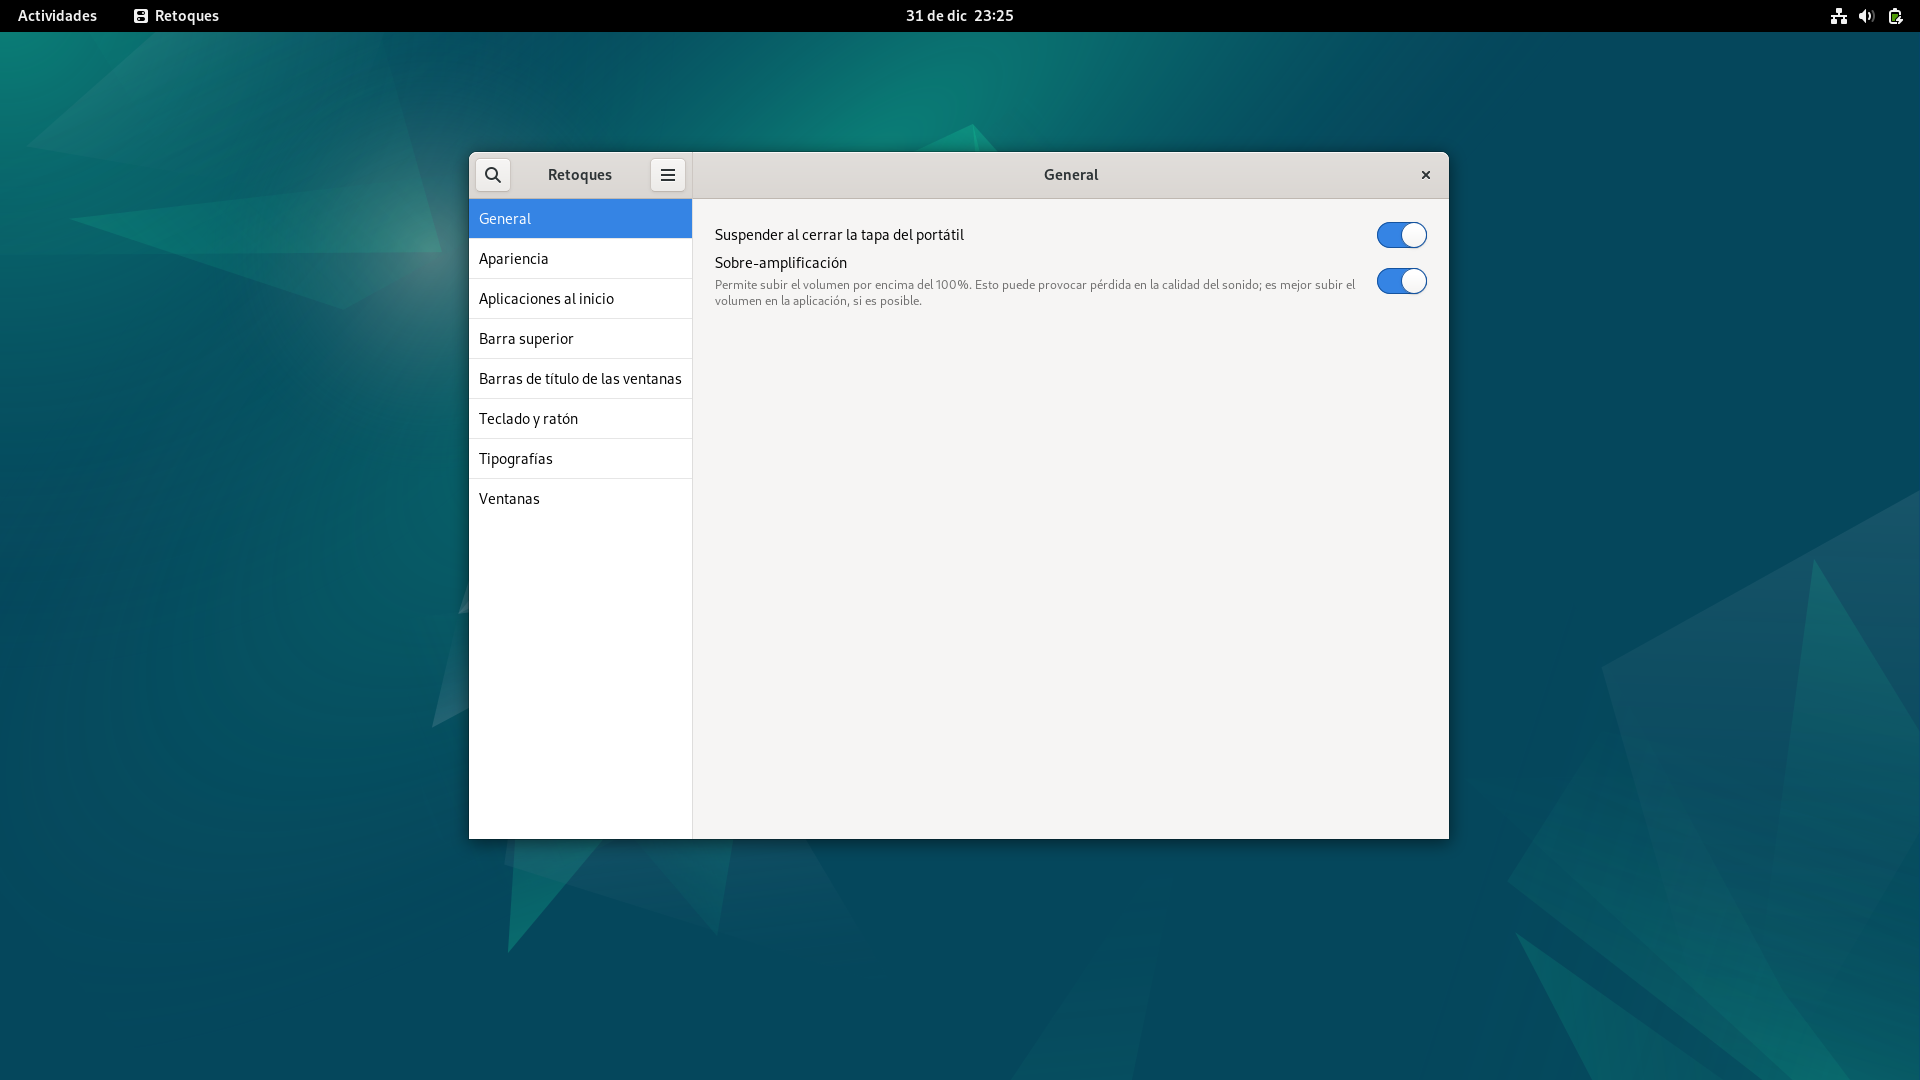 Actividades
Retoques
31 de dic 23:25
Retoques
General
General
Apariencia
Aplicaciones al inicio
Barra superior
Barras de título de las ventanas
Teclado y ratón
Tipografías
Ventanas
Suspender al cerrar la tapa del portátil
Sobre-amplificación
Permite subir el volumen por encima del 100%. Esto puede provocar pérdida en la calidad del sonido; es mejor subir el
volumen en la aplicación, si es posible.